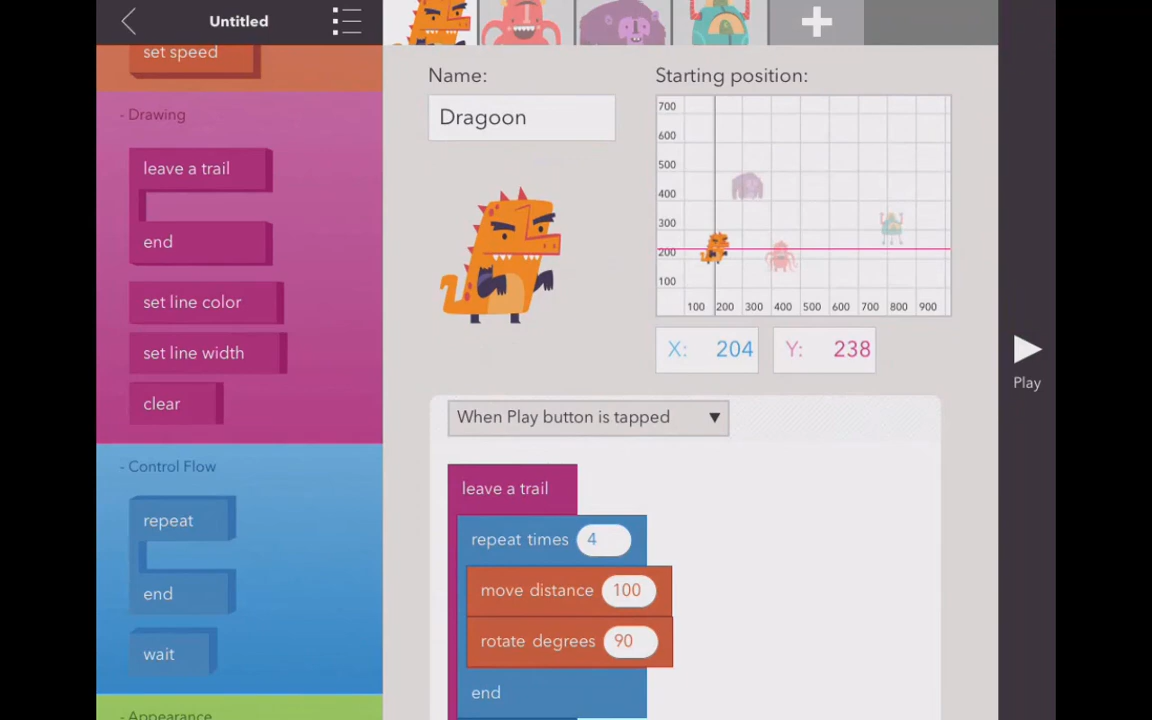 Untitled
set speed
- Drawing
leave a trail
end
set line color
set line width
clear
- Control Flow
repeat
end
wait
- Appearance
Name:
Dragoon
Starting position:
700
600
500
400
300
200
100
100 200 300 400 500 600 700 800 900
X: 204
Y: 238
When Play button is tapped ▼
leave a trail
repeat times 4
move distance 100
rotate degrees 90
end
Play